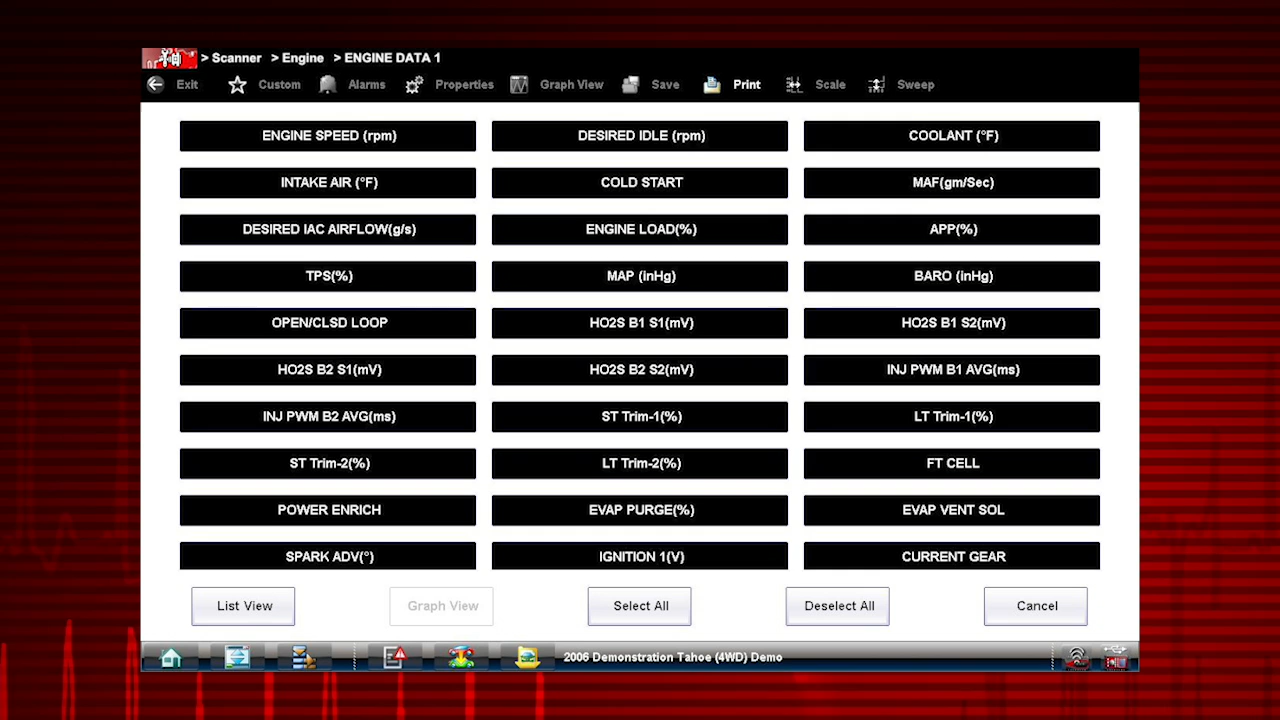 > Scanner > Engine > ENGINE DATA 1
Exit Custom Alarms Properties Graph View Save Print Scale Sweep
ENGINE SPEED (rpm) DESIRED IDLE (rpm) COOLANT (°F)
INTAKE AIR (°F) COLD START MAF(gm/Sec)
DESIRED IAC AIRFLOW(g/s) ENGINE LOAD(%) APP(%)
TPS(%) MAP (inHg) BARO (inHg)
OPEN/CLSD LOOP HO2S B1 S1(mV) HO2S B1 S2(mV)
HO2S B2 S1(mV) HO2S B2 S2(mV) INJ PWM B1 AVG(ms)
INJ PWM B2 AVG(ms) ST Trim-1(%) LT Trim-1(%)
ST Trim-2(%) LT Trim-2(%) FT CELL
POWER ENRICH EVAP PURGE(%) EVAP VENT SOL
SPARK ADV(°) IGNITION 1(V) CURRENT GEAR
List View Graph View Select All Deselect All Cancel
2006 Demonstration Tahoe (4WD) Demo